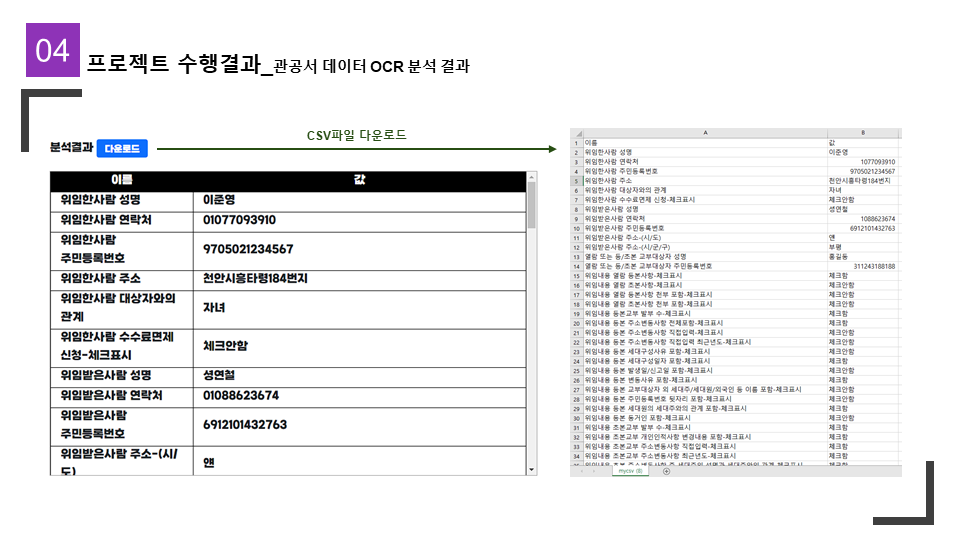 04
프로젝트 수행결과_관공서 데이터 OCR 분석 결과
분석결과 다운로드
CSV파일 다운로드
이름 값
위임한사람 성명 이준영
위임한사람 연락처 01077093910
위임한사람
주민등록번호 9705021234567
위임한사람 주소 천안시흥타령184번지
위임한사람 대상자와의
관계 자녀
위임한사람 수수료면제
신청-체크표시 체크안함
위임받은사람 성명 성연철
위임받은사람 연락처 01088623674
위임받은사람
주민등록번호 6912101432763
위임받은사람 주소-(시/
도) 앤
A B
1 이름 값
2 위임한사람 성명 이준영
3 위임한사람 연락처 1077093910
4 위임한사람 주민등록번호 9705021234567
5 위임한사람 주소 천안시흥타령184번지
6 위임한사람 대상자와의 관계 자녀
7 위임한사람 수수료면제 신청-체크표시 체크안함
8 위임받은사람 성명 성연철
9 위임받은사람 연락처 1088623674
10 위임받은사람 주민등록번호 6912101432763
11 위임받은사람 주소-(시/도) 앤
12 위임받은사람 주소-(시/군/구) 부평
13 열람 또는 등/초본 교부대상자 성명 홍길동
14 열람 또는 등/초본 교부대상자 주민등록번호 311243188188
15 위임내용 열람 등본사항-체크표시 체크함
16 위임내용 열람 초본사항-체크표시 체크안함
17 위임내용 열람 등본사항 전부 포함-체크표시 체크안함
18 위임내용 열람 초본사항 전부 포함-체크표시 체크안함
19 위임내용 등본교부 발부 수-체크표시 체크함
20 위임내용 등본 주소변동사항 전체포함-체크표시 체크함
21 위임내용 등본 주소변동사항 직접입력-체크표시 체크안함
22 위임내용 등본 주소변동사항 직접입력 최근년도-체크표시 체크안함
23 위임내용 등본 세대구성사유 포함-체크표시 체크안함
24 위임내용 등본 세대구성일자 포함-체크표시 체크함
25 위임내용 등본 발생일/신고일 포함-체크표시 체크안함
26 위임내용 등본 변동사유 포함-체크표시 체크함
27 위임내용 등본 교부대상자 외 세대주/세대원/외국인 등 이름 포함-체크표시 체크안함
28 위임내용 등본 주민등록번호 뒷자리 포함-체크표시 체크안함
29 위임내용 등본 세대원의 세대주와의 관계 포함-체크표시 체크함
30 위임내용 등본 동거인 포함-체크표시 체크안함
31 위임내용 초본교부 발부 수-체크표시 체크함
32 위임내용 초본교부 개인인적사항 변경내용 포함-체크표시 체크함
33 위임내용 초본교부 주소변동사항 직접입력-체크표시 체크함
34 위임내용 초본교부 주소변동사항 최근년도-체크표시 체크함
mycsv (6)